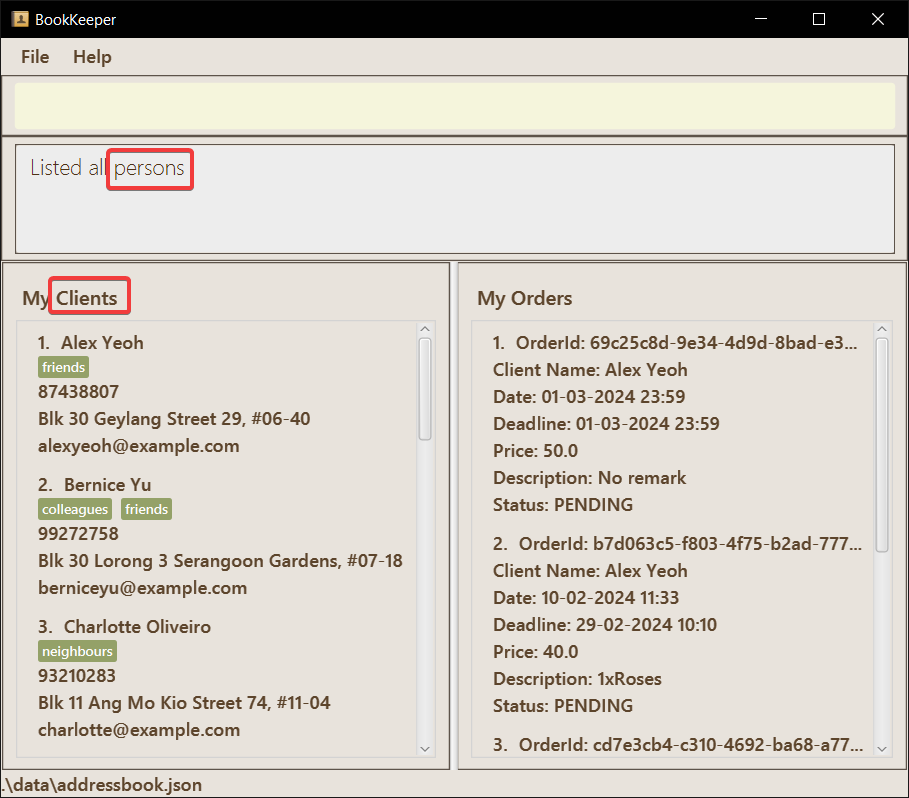 BookKeeper
File Help
Listed all persons
My Clients
1. Alex Yeoh
friends
87438807
Blk 30 Geylang Street 29, #06-40
alexyeoh@example.com
2. Bernice Yu
colleagues friends
99272758
Blk 30 Lorong 3 Serangoon Gardens, #07-18
berniceyu@example.com
3. Charlotte Oliveiro
neighbours
93210283
Blk 11 Ang Mo Kio Street 74, #11-04
charlotte@example.com
My Orders
1. OrderId: 69c25c8d-9e34-4d9d-8bad-e3...
Client Name: Alex Yeoh
Date: 01-03-2024 23:59
Deadline: 01-03-2024 23:59
Price: 50.0
Description: No remark
Status: PENDING
2. OrderId: b7d063c5-f803-4f75-b2ad-777...
Client Name: Alex Yeoh
Date: 10-02-2024 11:33
Deadline: 29-02-2024 10:10
Price: 40.0
Description: 1xRoses
Status: PENDING
3. OrderId: cd7e3cb4-c310-4692-ba68-a77...
.\data\addressbook.json